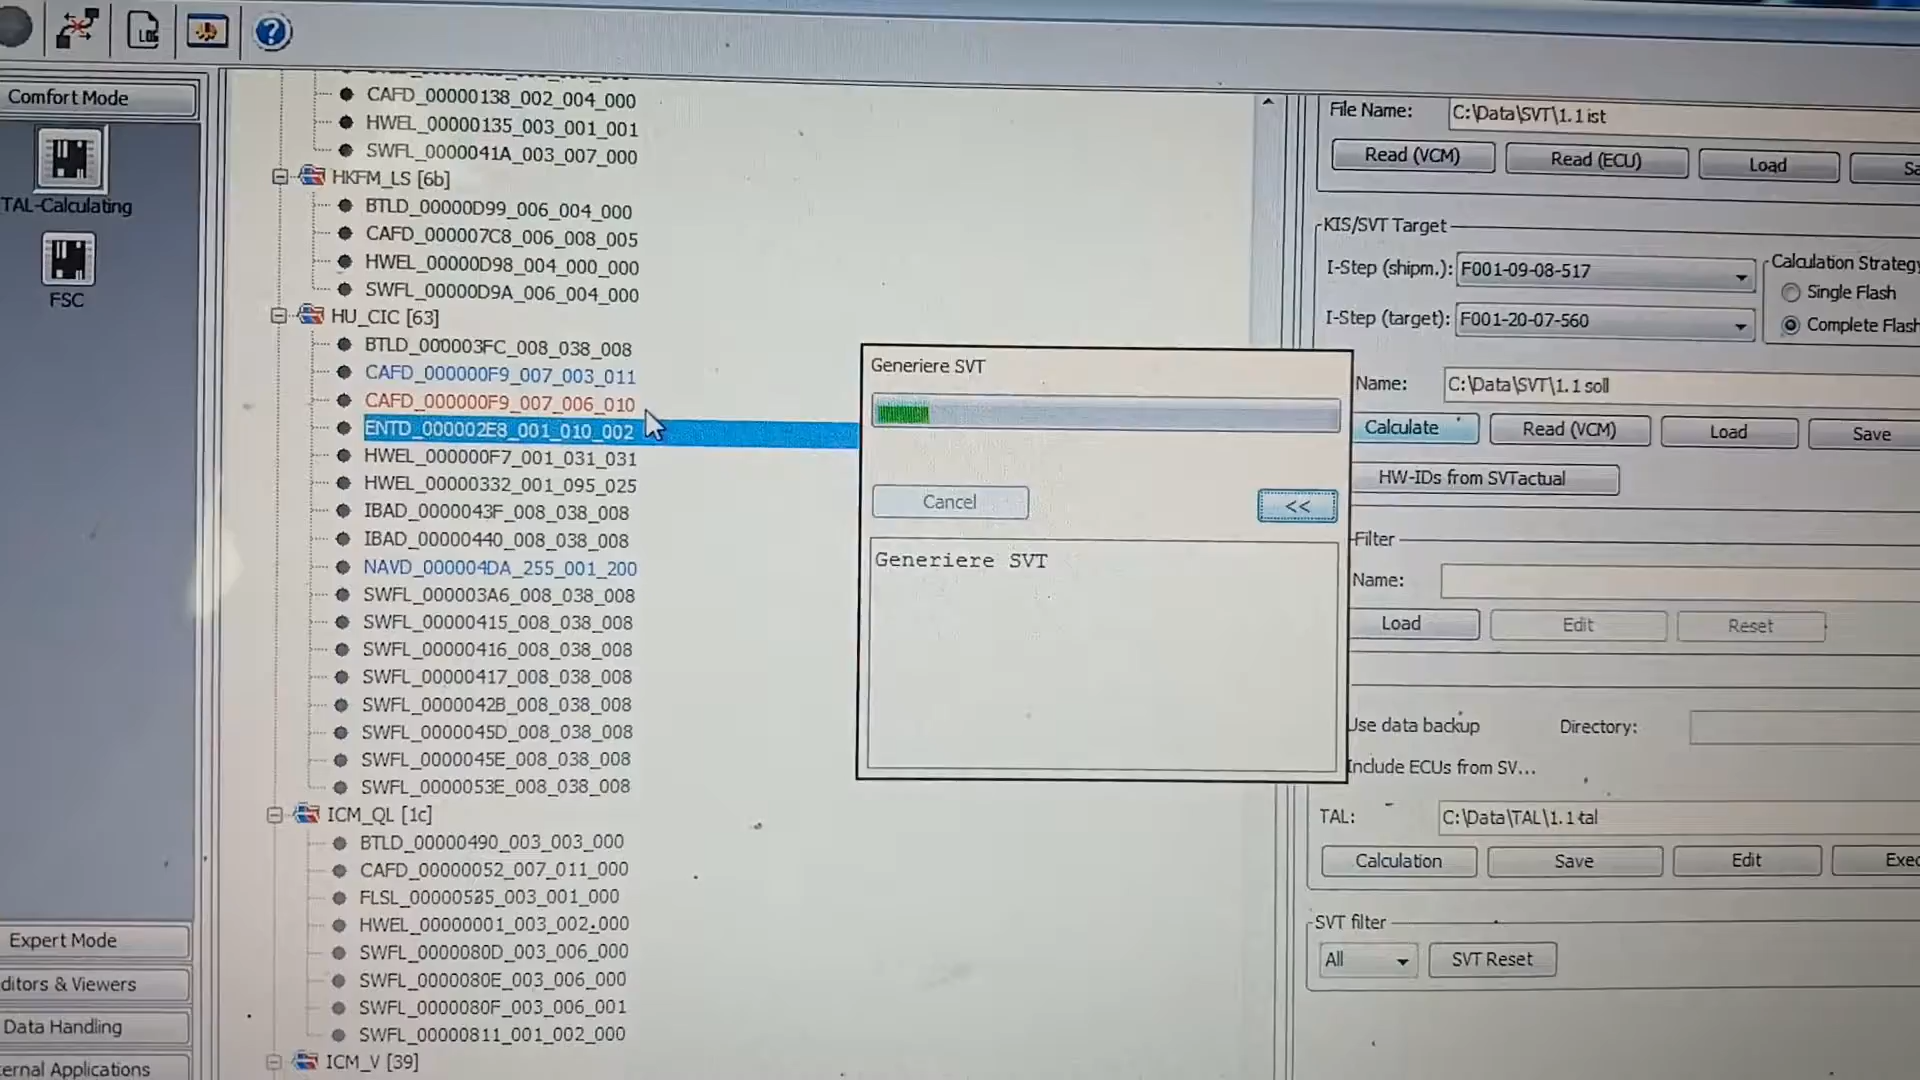 LOG
Comfort Mode
TAL-Calculating
FSC
Expert Mode
ditors & Viewers
Data Handling
ernal Applications
CAFD_00000138_002_004_000
HWEL_00000135_003_001_001
SWFL_0000041A_003_007_000
HKFM_LS [6b]
BTLD_00000D99_006_004_000
CAFD_000007C8_006_008_005
HWEL_00000D98_004_000_000
SWFL_00000D9A_006_004_000
HU_CIC [63]
BTLD_000003FC_008_038_008
CAFD_000000F9_007_003_011
CAFD_000000F9_007_006_010
ENTD_000002E8_001_010_002
HWEL_000000F7_001_031_031
HWEL_00000332_001_095_025
IBAD_0000043F_008_038_008
IBAD_00000440_008_038_008
NAVD_000004DA_255_001_200
SWFL_000003A6_008_038_008
SWFL_00000415_008_038_008
SWFL_00000416_008_038_008
SWFL_00000417_008_038_008
SWFL_0000042B_008_038_008
SWFL_0000045D_008_038_008
SWFL_0000045E_008_038_008
SWFL_0000053E_008_038_008
ICM_QL [1c]
BTLD_00000490_003_003_000
CAFD_00000052_007_011_000
FLSL_00000535_003_001_000
HWEL_00000001_003_002_000
SWFL_0000080D_003_006_000
SWFL_0000080E_003_006_000
SWFL_0000080F_003_006_001
SWFL_00000811_001_002_000
ICM_V [39]
Generiere SVT
Cancel <<
Generiere SVT
File Name: C:\Data\SVT\1.1 ist
Read (VCM) Read (ECU) Load Sa
KIS/SVT Target
I-Step (shipm.): F001-09-08-517
I-Step (target): F001-20-07-560
Calculation Strategy
Single Flash
Complete Flash
Name: C:\Data\SVT\1.1 soll
Calculate Read (VCM) Load Save
HW-IDs from SVTactual
Filter
Name:
Load Edit Reset
Use data backup Directory:
Include ECUs from SV...
TAL: C:\Data\TAL\1.1 tal
Calculation Save Edit Exec
SVT filter
All SVT Reset